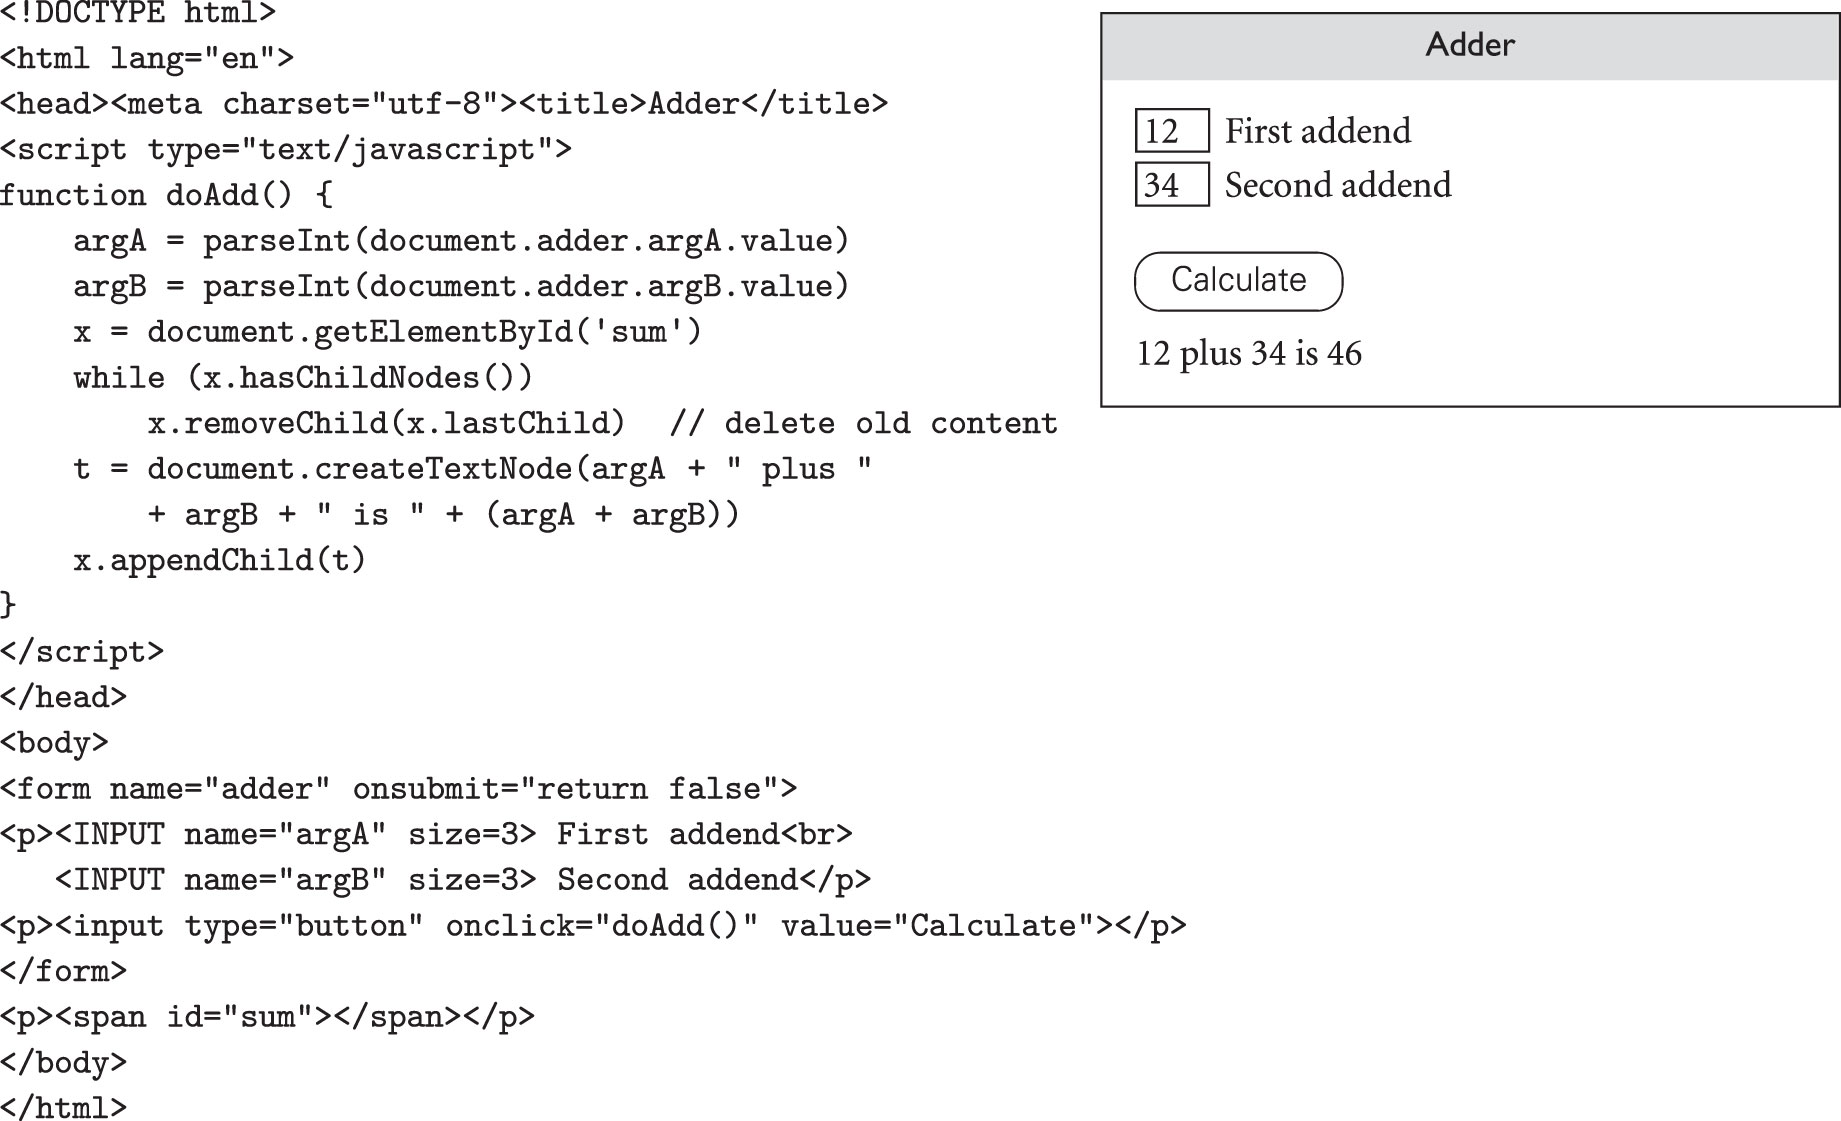 <!DOCTYPE html>
<html lang="en">
<head><meta charset="utf-8"><title>Adder</title>
<script type="text/javascript">
function doAdd() {
    argA = parseInt(document.adder.argA.value)
    argB = parseInt(document.adder.argB.value)
    x = document.getElementById('sum')
    while (x.hasChildNodes())
        x.removeChild(x.lastChild)  // delete old content
    t = document.createTextNode(argA + " plus "
        + argB + " is " + (argA + argB))
    x.appendChild(t)
}
</script>
</head>
<body>
<form name="adder" onsubmit="return false">
<p><INPUT name="argA" size=3> First addend<br>
   <INPUT name="argB" size=3> Second addend</p>
<p><input type="button" onclick="doAdd()" value="Calculate"></p>
</form>
<p><span id="sum"></span></p>
</body>
</html>
Adder
12 First addend
34 Second addend
Calculate
12 plus 34 is 46